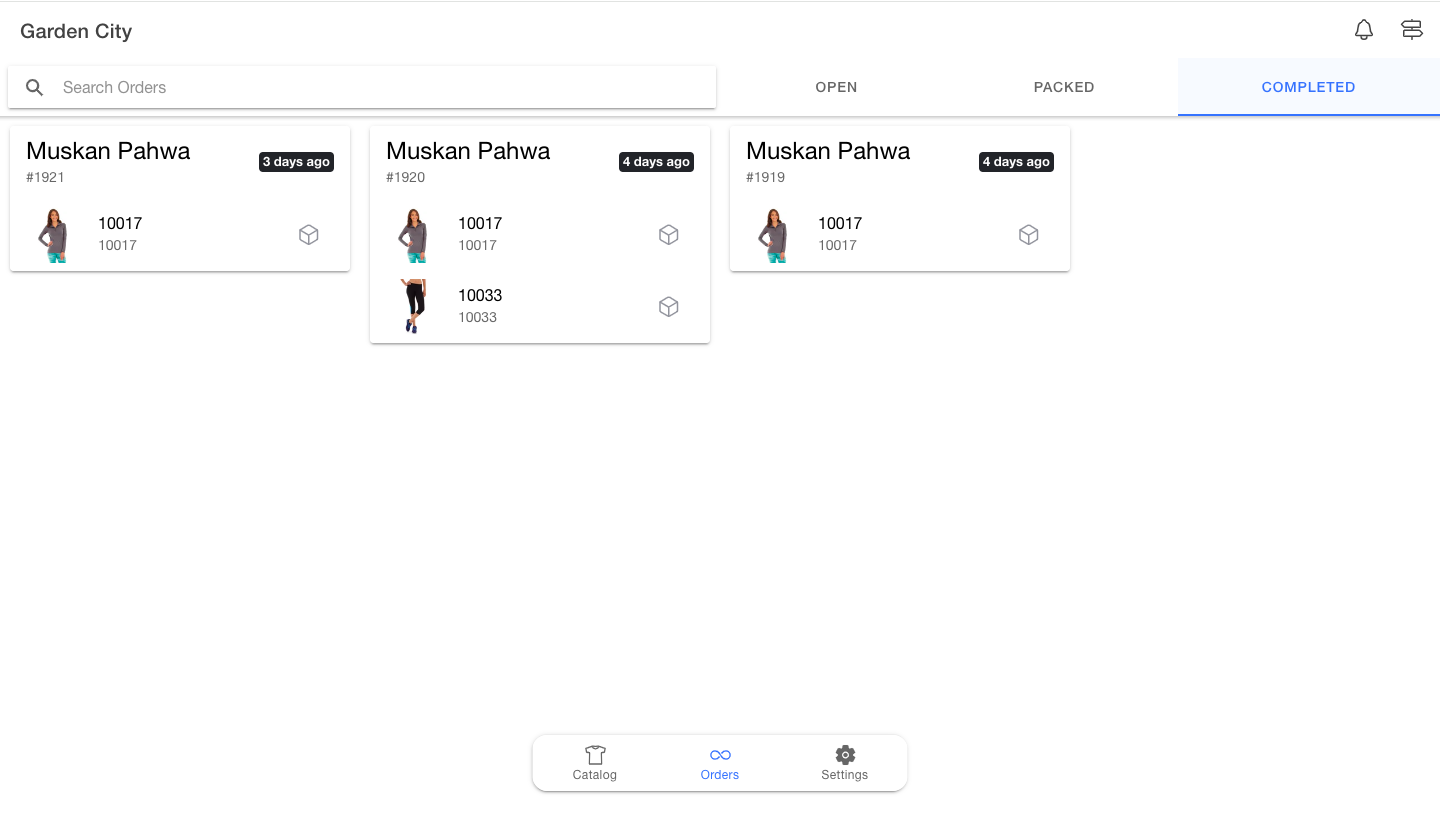 Garden City
Search Orders
OPEN
PACKED
COMPLETED
Muskan Pahwa
3 days ago
#1921
10017
10017
Muskan Pahwa
4 days ago
#1920
10017
10017
10033
10033
Muskan Pahwa
4 days ago
#1919
10017
10017
Catalog
Orders
Settings